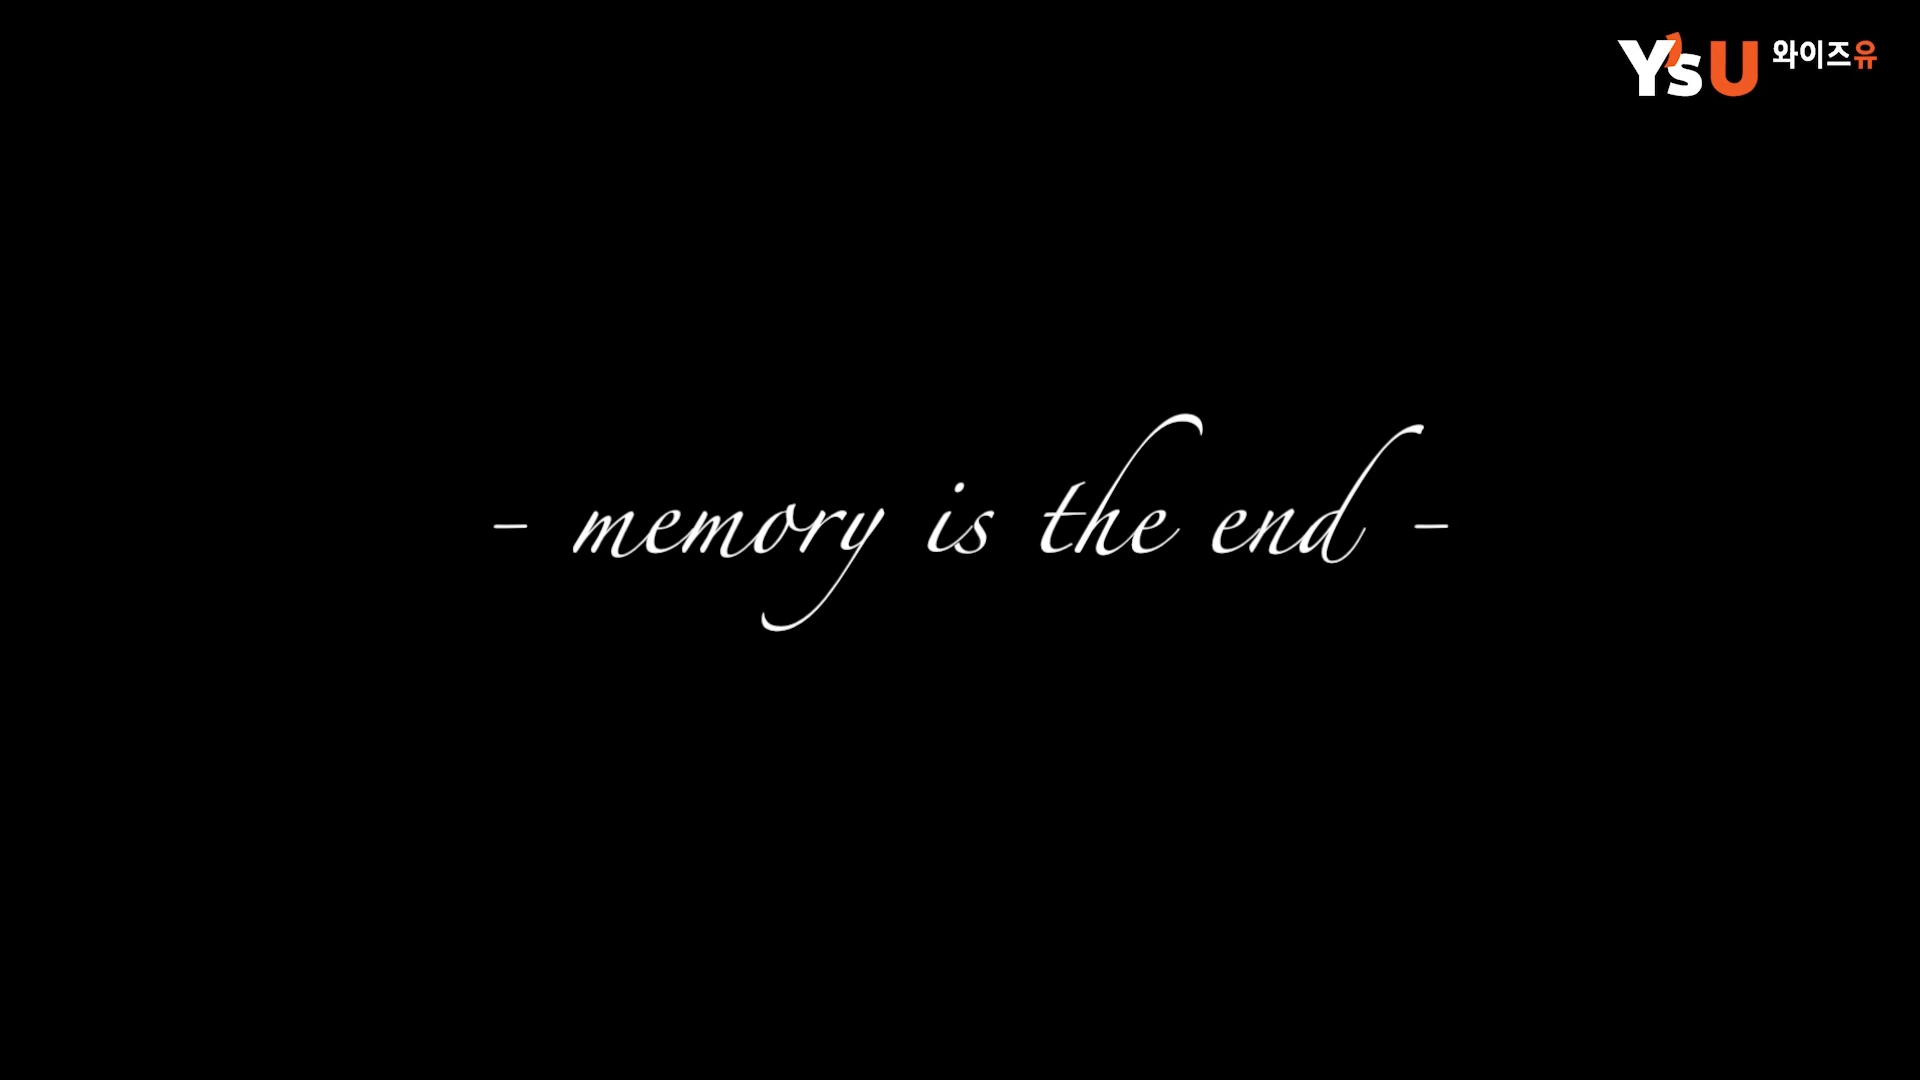 Y'sU 와이즈유
- memory is the end -